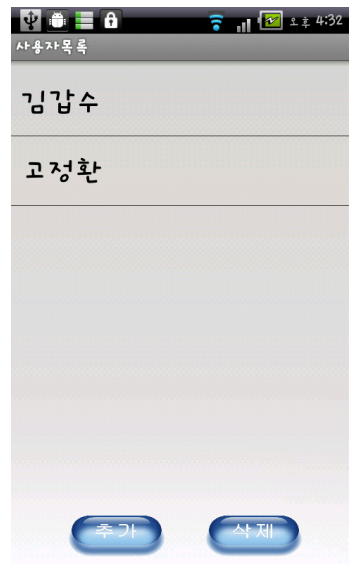 오후 4:32
사용자목록
김갑수
고정환
추가
삭제